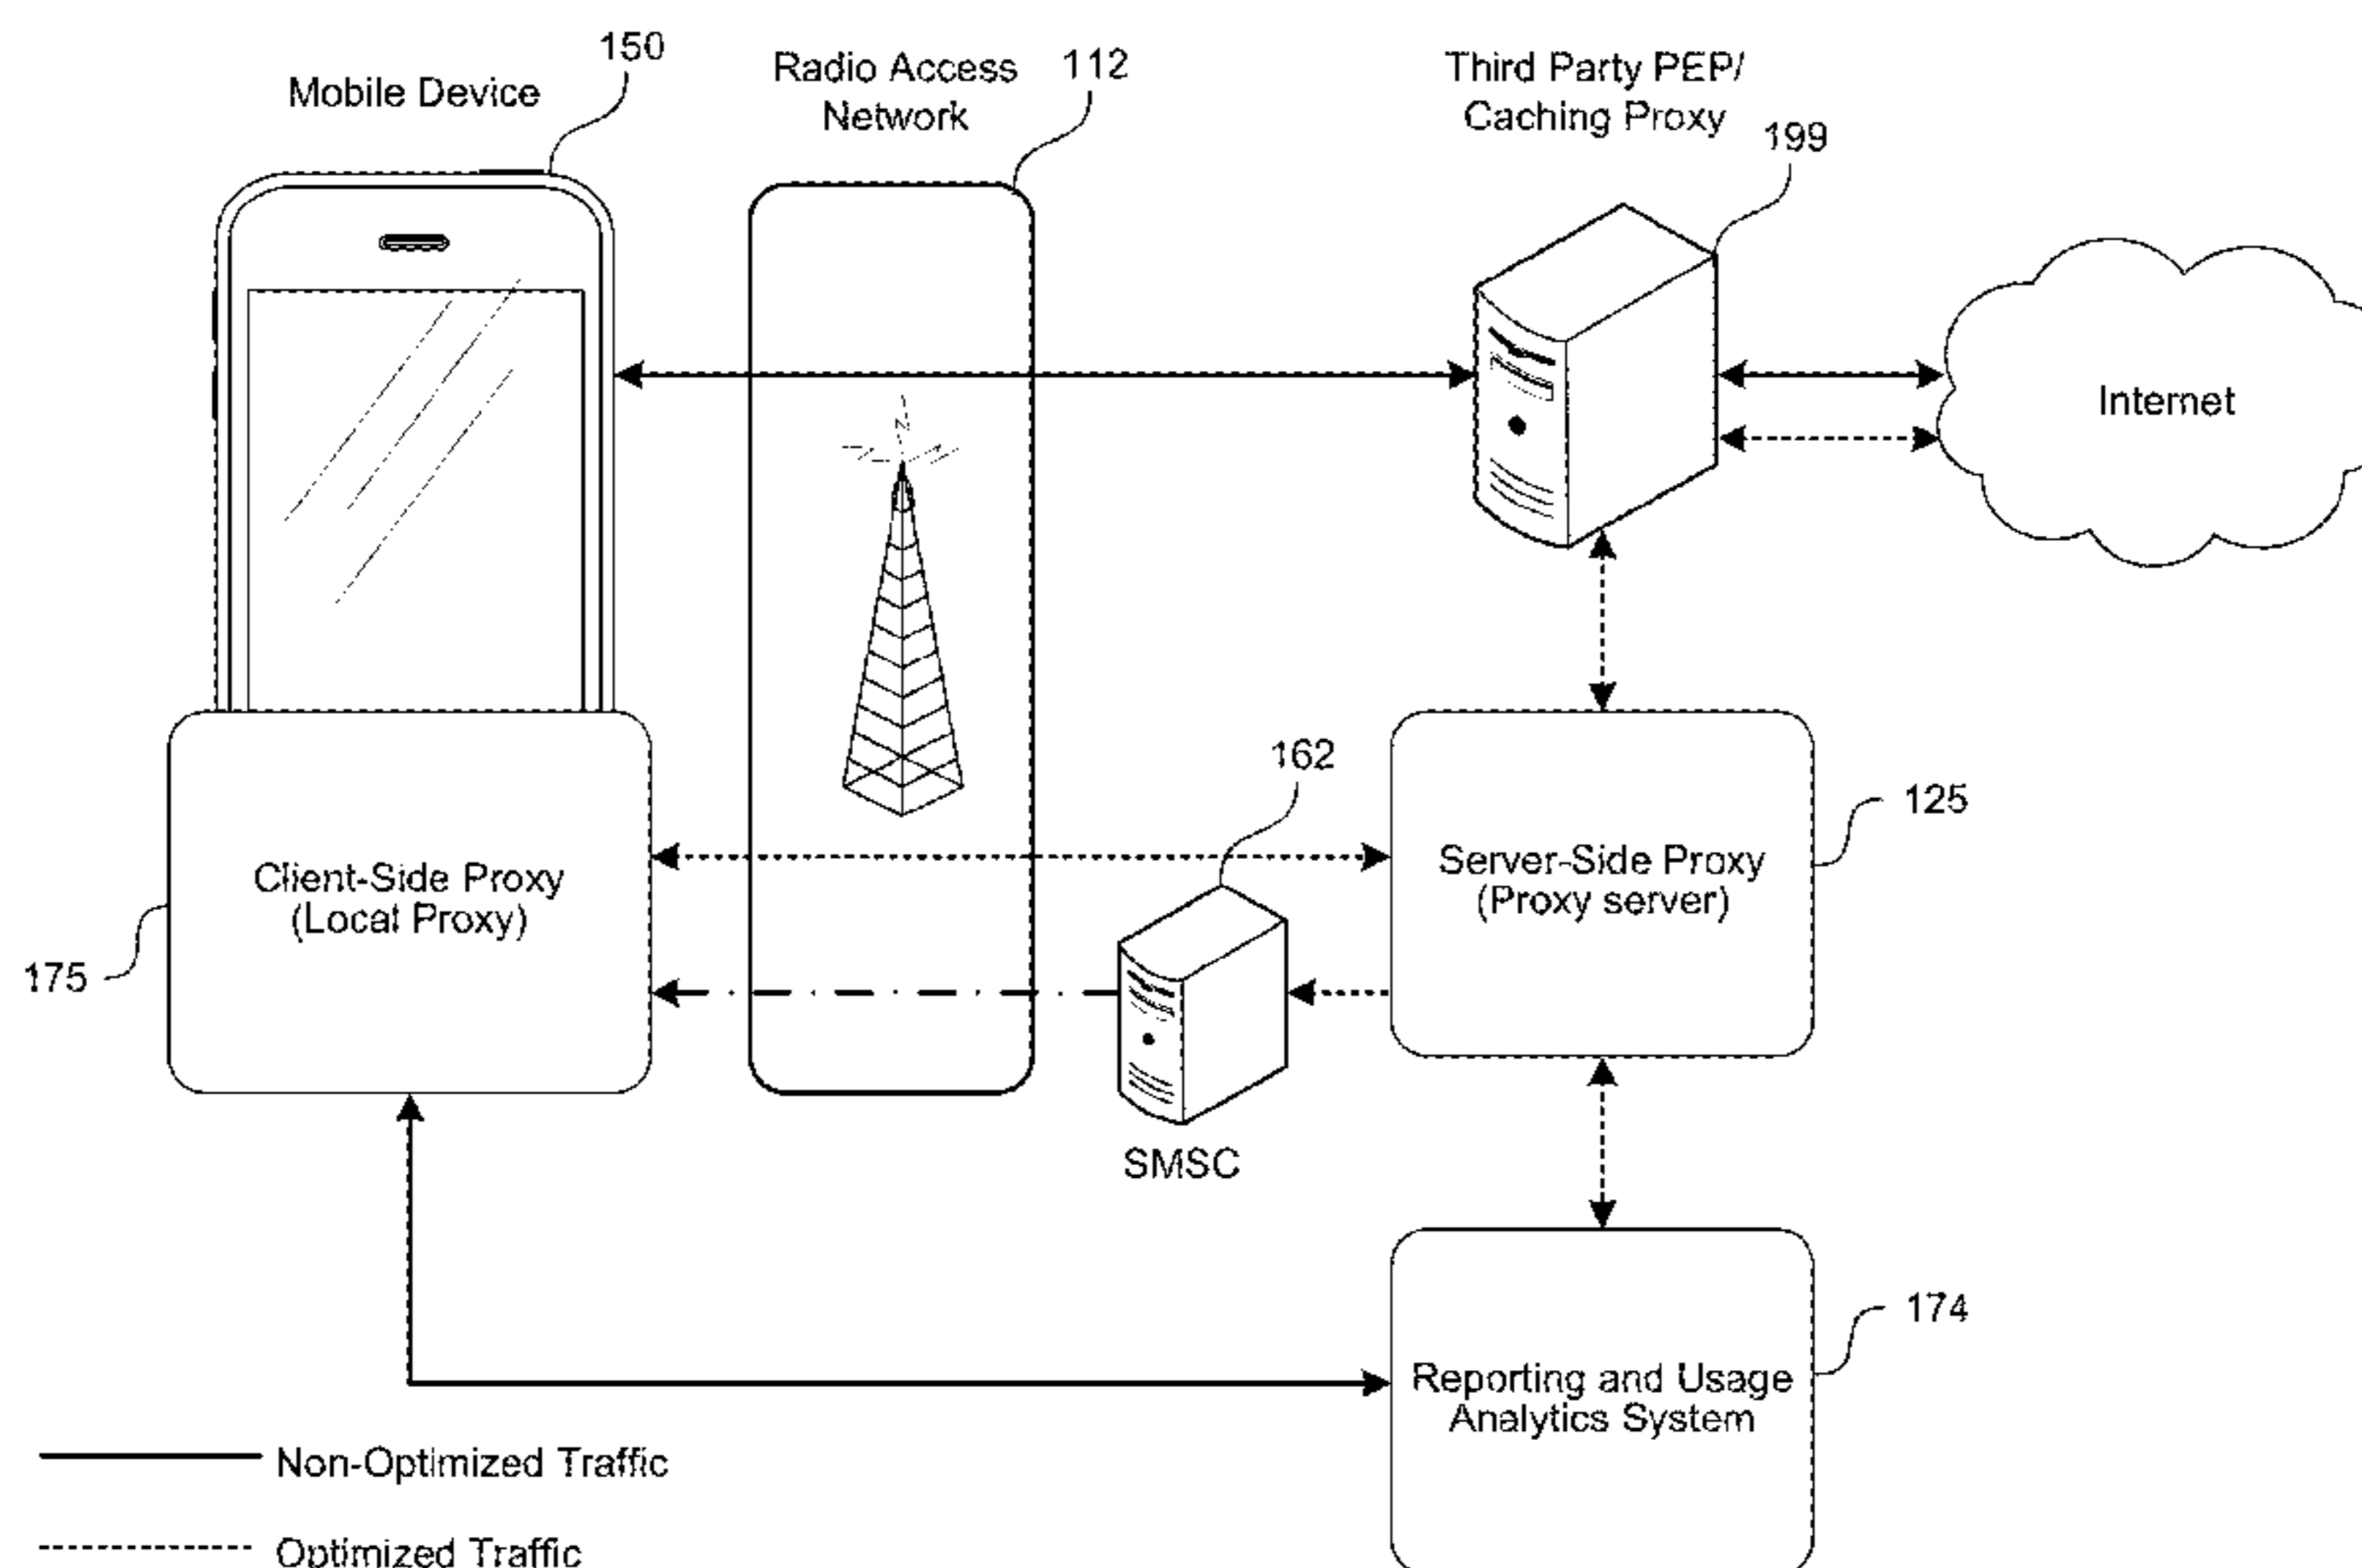 150
Mobile Device
Radio Access
Network
112
Third Party PEP/
Caching Proxy
199
Internet
162
125
Client-Side Proxy
(Local Proxy)
Server-Side Proxy
(Proxy server)
175
SMSC
174
Reporting and Usage
Analytics System
Non-Optimized Traffic
Optimized Traffic